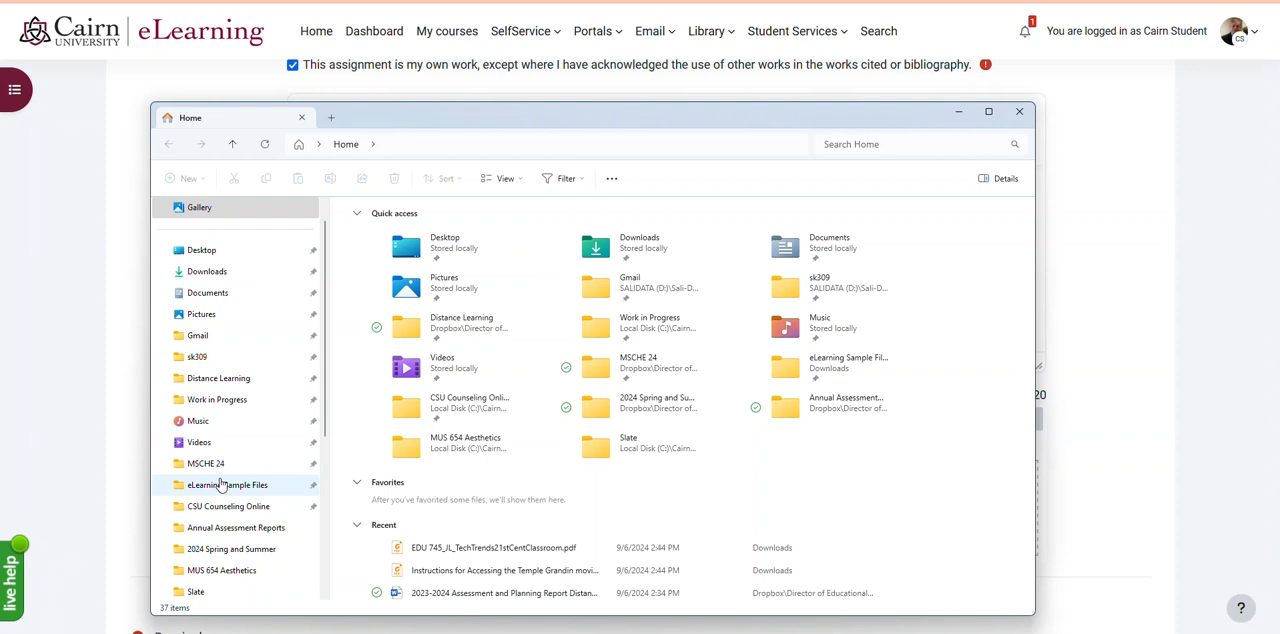 Cairn UNIVERSITY eLearning Home Dashboard My courses SelfService Portals Email Library Student Services Search 1 You are logged in as Cairn Student CS
This assignment is my own work, except where I have acknowledged the use of other works in the works cited or bibliography.
Home
Home Search Home
New Sort View Filter Details
Gallery
Desktop
Downloads
Documents
Pictures
Gmail
sk309
Distance Learning
Work in Progress
Music
Videos
MSCHE 24
eLearning Sample Files
CSU Counseling Online
Annual Assessment Reports
2024 Spring and Summer
MUS 654 Aesthetics
Slate
37 items
Quick access
Desktop
Stored locally
Downloads
Stored locally
Documents
Stored locally
Pictures
Stored locally
Gmail
SALIDATA (D:)\Sali-D...
sk309
SALIDATA (D:)\Sali-D...
Distance Learning
Dropbox\Director of...
Work in Progress
Local Disk (C:)\Cairn...
Music
Stored locally
Videos
Stored locally
MSCHE 24
Dropbox\Director of...
eLearning Sample Fil...
Downloads
CSU Counseling Onli...
Local Disk (C:)\Cairn...
2024 Spring and Su...
Dropbox\Director of...
Annual Assessment...
Dropbox\Director of...
MUS 654 Aesthetics
Local Disk (C:)\Cairn...
Slate
Local Disk (C:)\Cairn...
Favorites
After you've favorited some files, we'll show them here.
Recent
EDU 745_JL_TechTrends21stCentClassroom.pdf 9/6/2024 2:44 PM Downloads
Instructions for Accessing the Temple Grandin movi... 9/6/2024 2:44 PM Downloads
2023-2024 Assessment and Planning Report Distan... 9/6/2024 2:34 PM Dropbox\Director of Educational...
20
live help
?